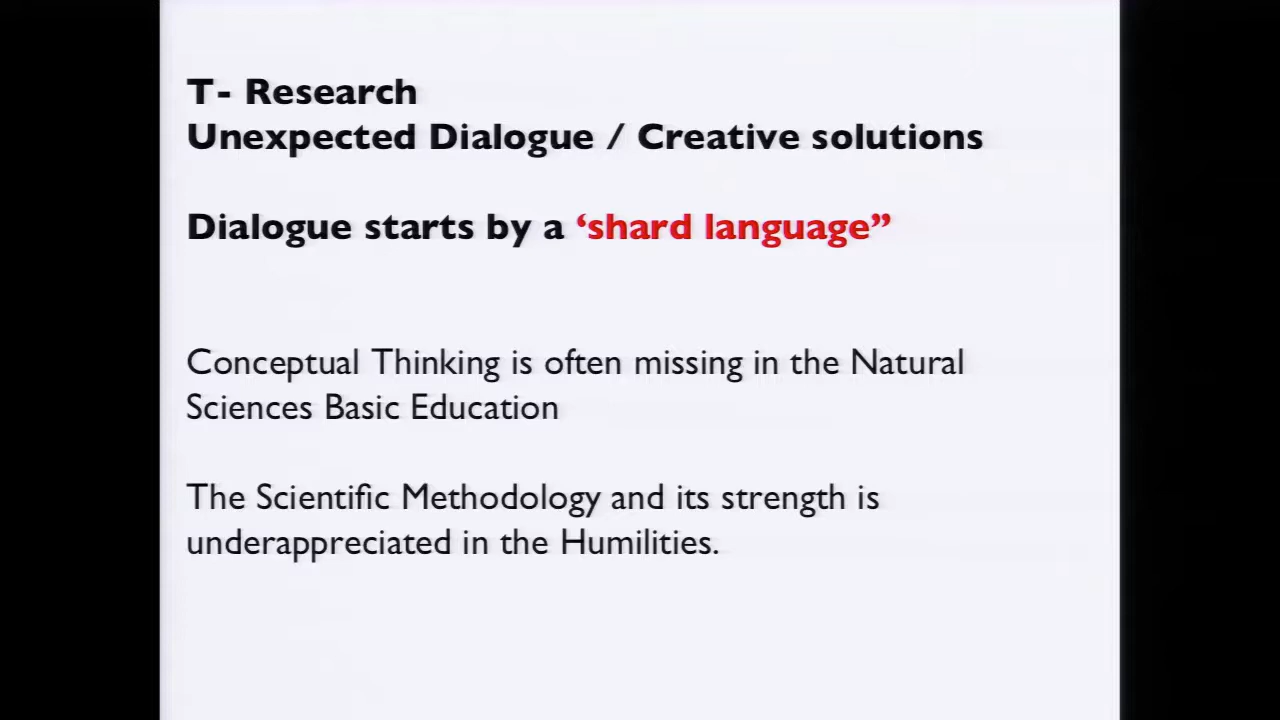 T- Research
Unexpected Dialogue / Creative solutions
Dialogue starts by a ‘shard language”
Conceptual Thinking is often missing in the Natural
Sciences Basic Education
The Scientific Methodology and its strength is
underappreciated in the Humilities.